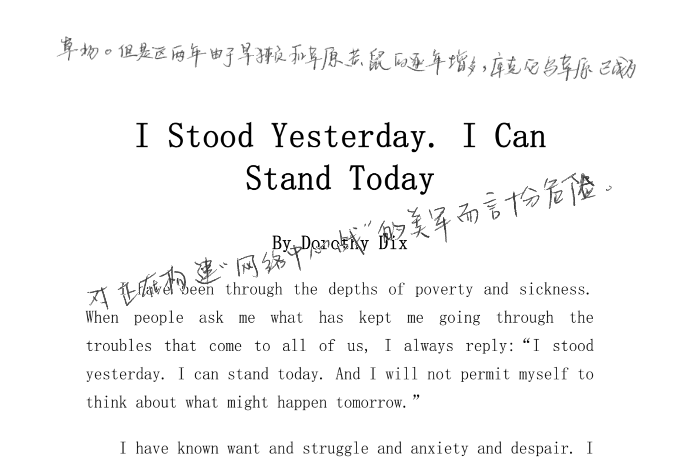 草场。但是近两年由于旱獭和草原黄鼠的逐年增多，库克乌苏草原已成为
I Stood Yesterday. I Can
Stand Today
By Dorothy Dix
对正在构建“网络中心战”的美军而言十分危险。
I have been through the depths of poverty and sickness.
When people ask me what has kept me going through the
troubles that come to all of us, I always reply:“I stood
yesterday. I can stand today. And I will not permit myself to
think about what might happen tomorrow.”
I have known want and struggle and anxiety and despair. I